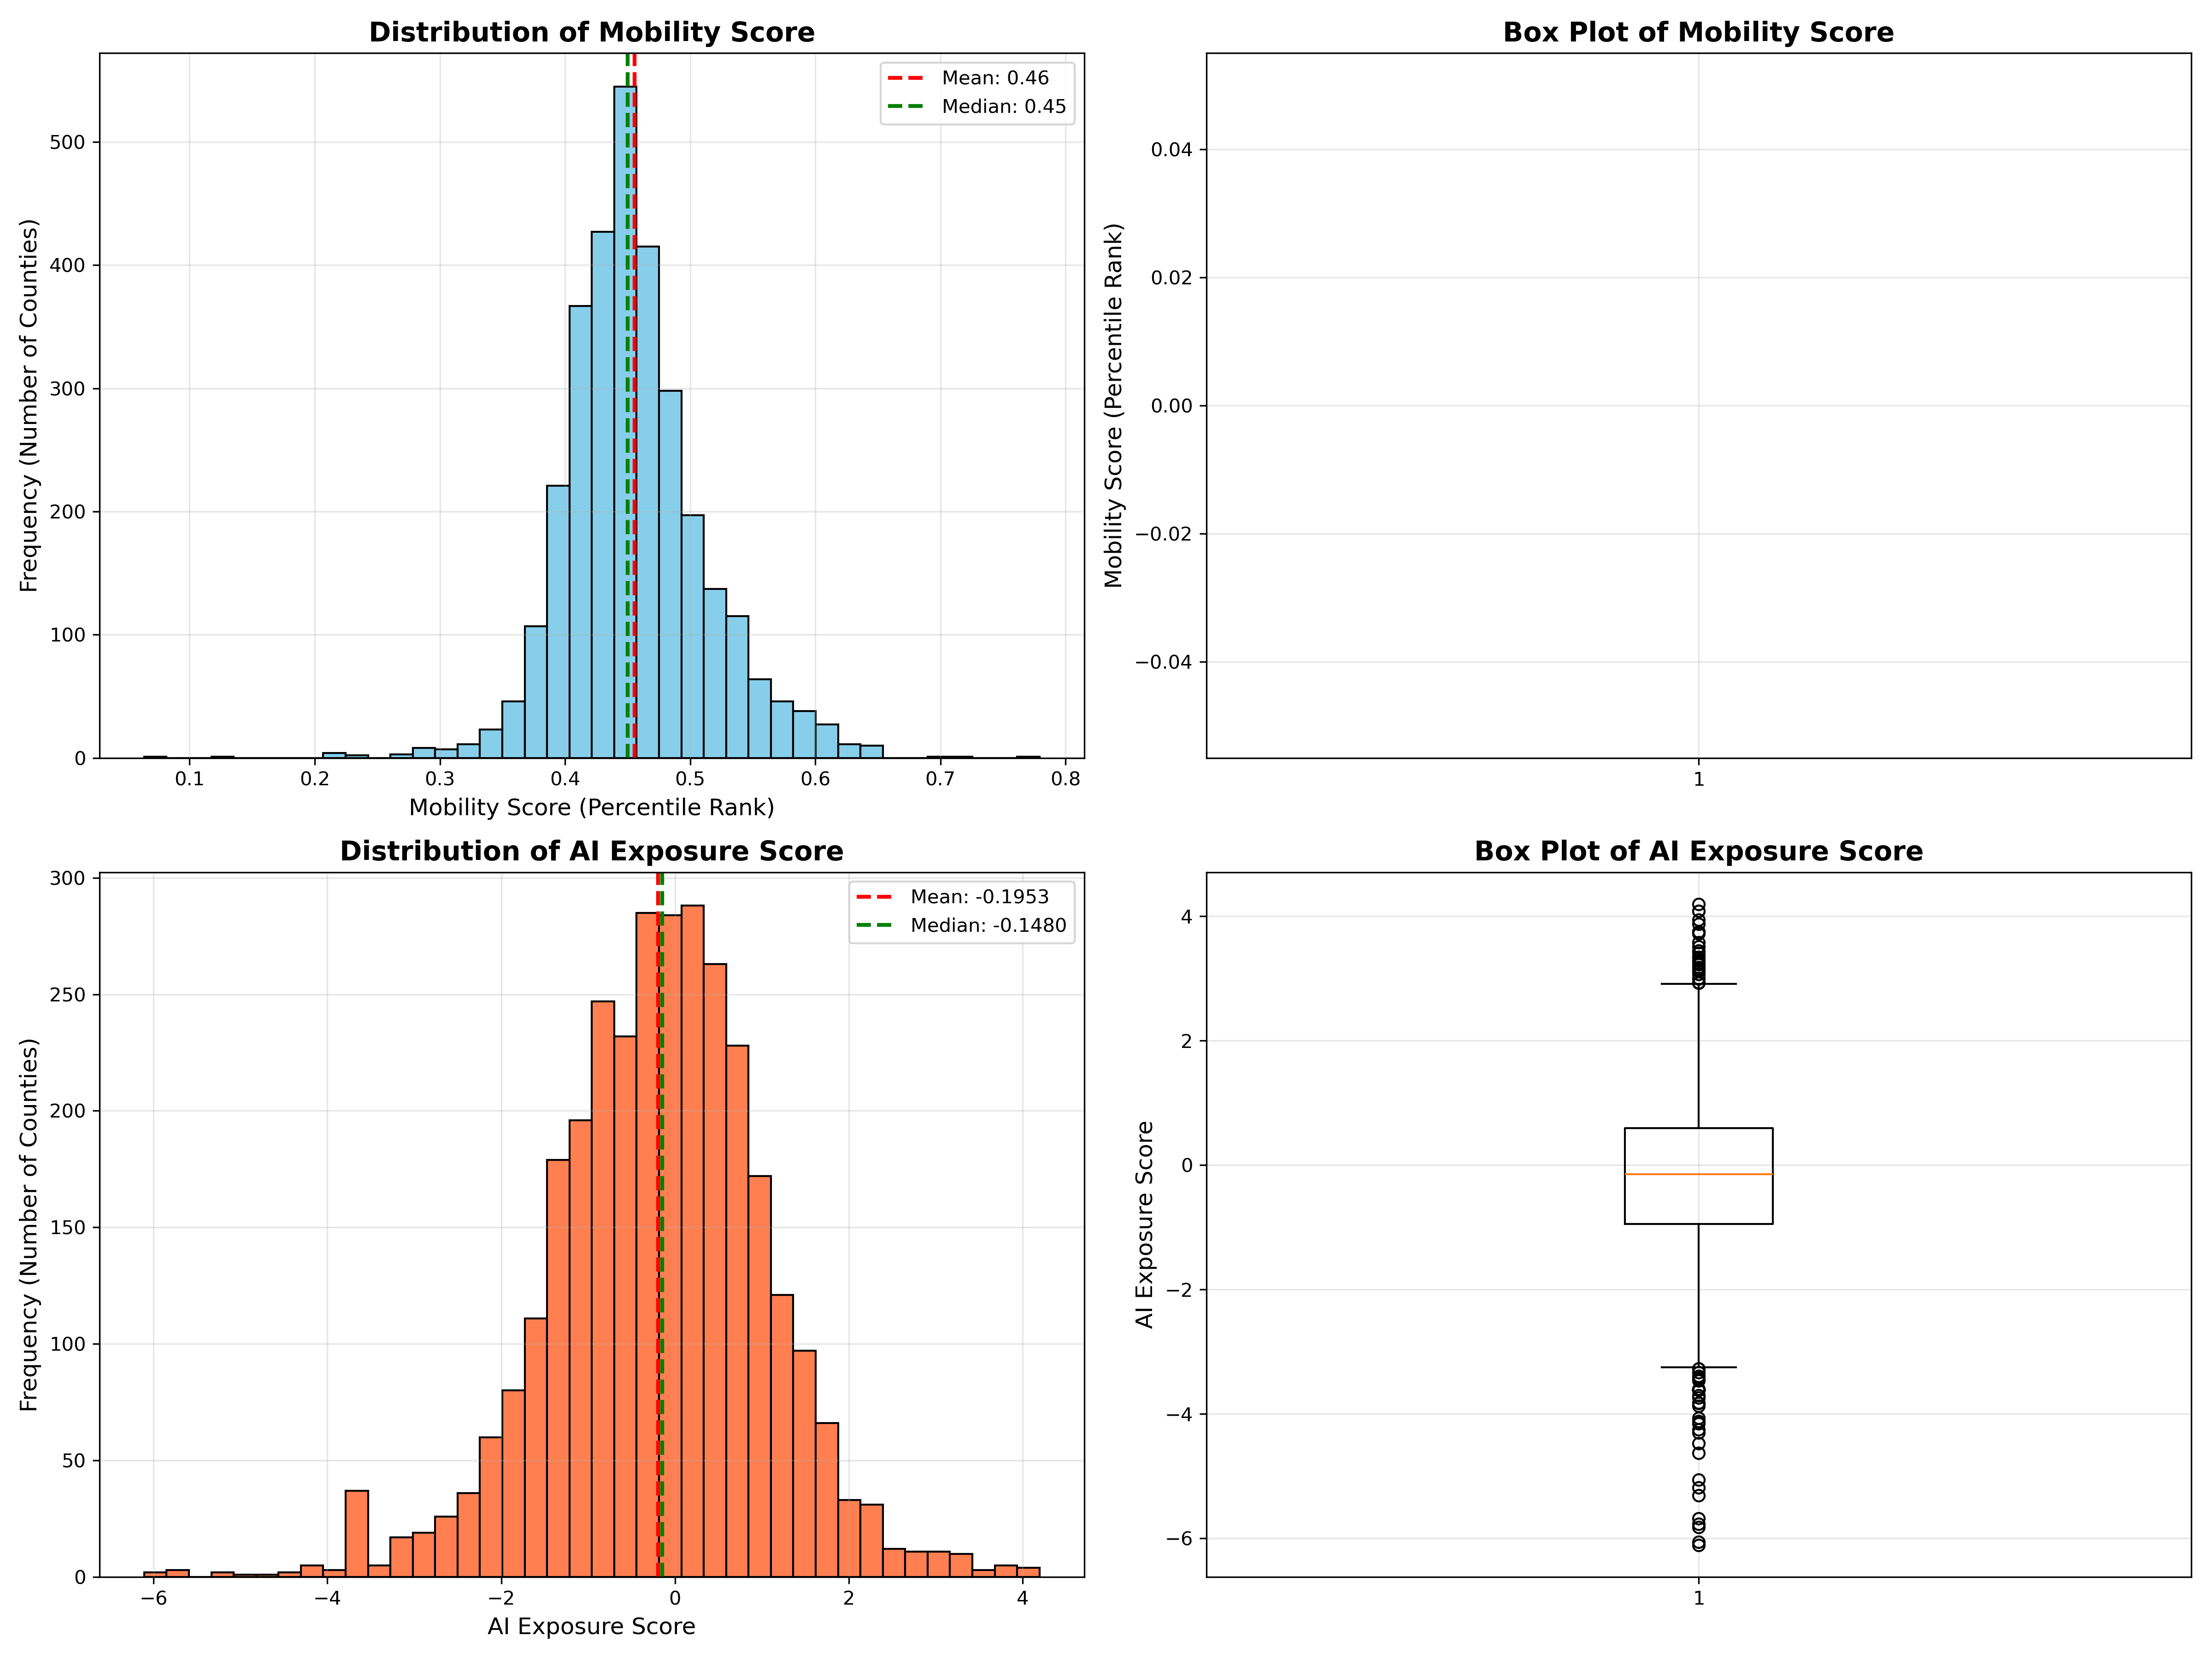 Distribution of Mobility Score
Mean: 0.46
Median: 0.45
Frequency (Number of Counties)
500
400
300
200
100
0
0.1 0.2 0.3 0.4 0.5 0.6 0.7 0.8
Mobility Score (Percentile Rank)
Box Plot of Mobility Score
Mobility Score (Percentile Rank)
0.04
0.02
0.00
−0.02
−0.04
1
Distribution of AI Exposure Score
Mean: -0.1953
Median: -0.1480
Frequency (Number of Counties)
300
250
200
150
100
50
0
−6 −4 −2 0 2 4
AI Exposure Score
Box Plot of AI Exposure Score
AI Exposure Score
4
2
0
−2
−4
−6
1